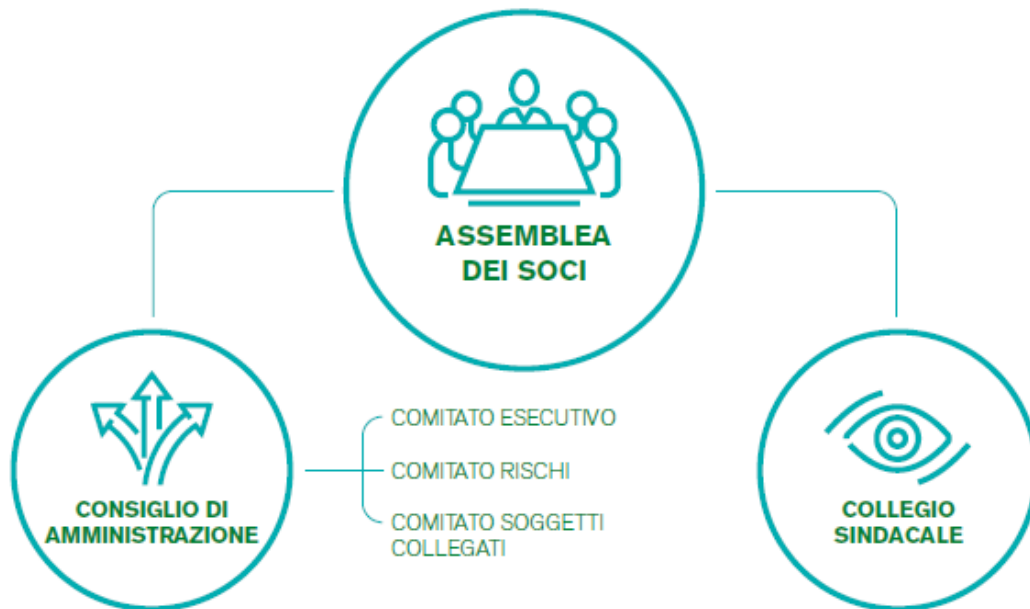 ASSEMBLEA
DEI SOCI
CONSIGLIO DI
AMMINISTRAZIONE
COMITATO ESECUTIVO
COMITATO RISCHI
COMITATO SOGGETTI
COLLEGATI
COLLEGIO
SINDACALE